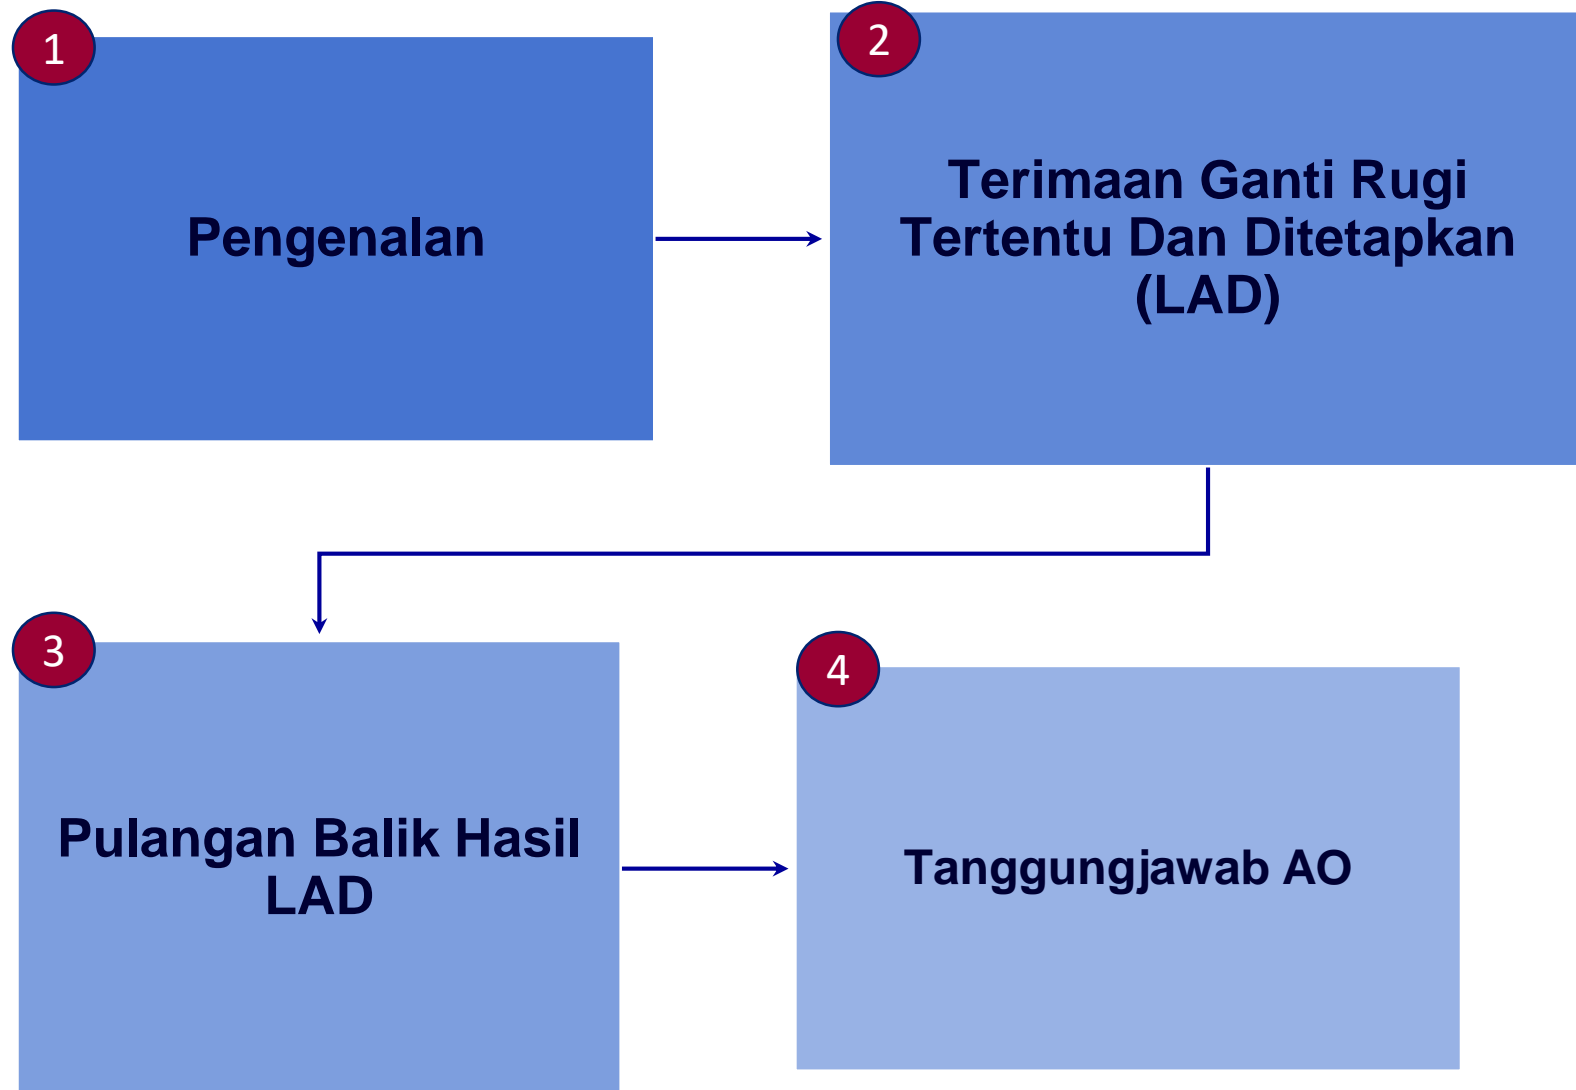 1
Pengenalan
2
Terimaan Ganti Rugi
Tertentu Dan Ditetapkan
(LAD)
3
Pulangan Balik Hasil
LAD
4
Tanggungjawab AO